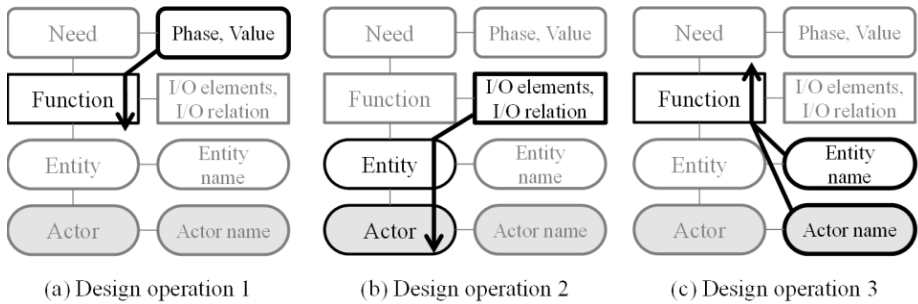 Need
Phase, Value
Function
I/O elements,
I/O relation
Entity
Entity
name
Actor
Actor name
(a) Design operation 1
Need
Phase, Value
Function
I/O elements,
I/O relation
Entity
Entity
name
Actor
Actor name
(b) Design operation 2
Need
Phase, Value
Function
I/O elements,
I/O relation
Entity
Entity
name
Actor
Actor name
(c) Design operation 3